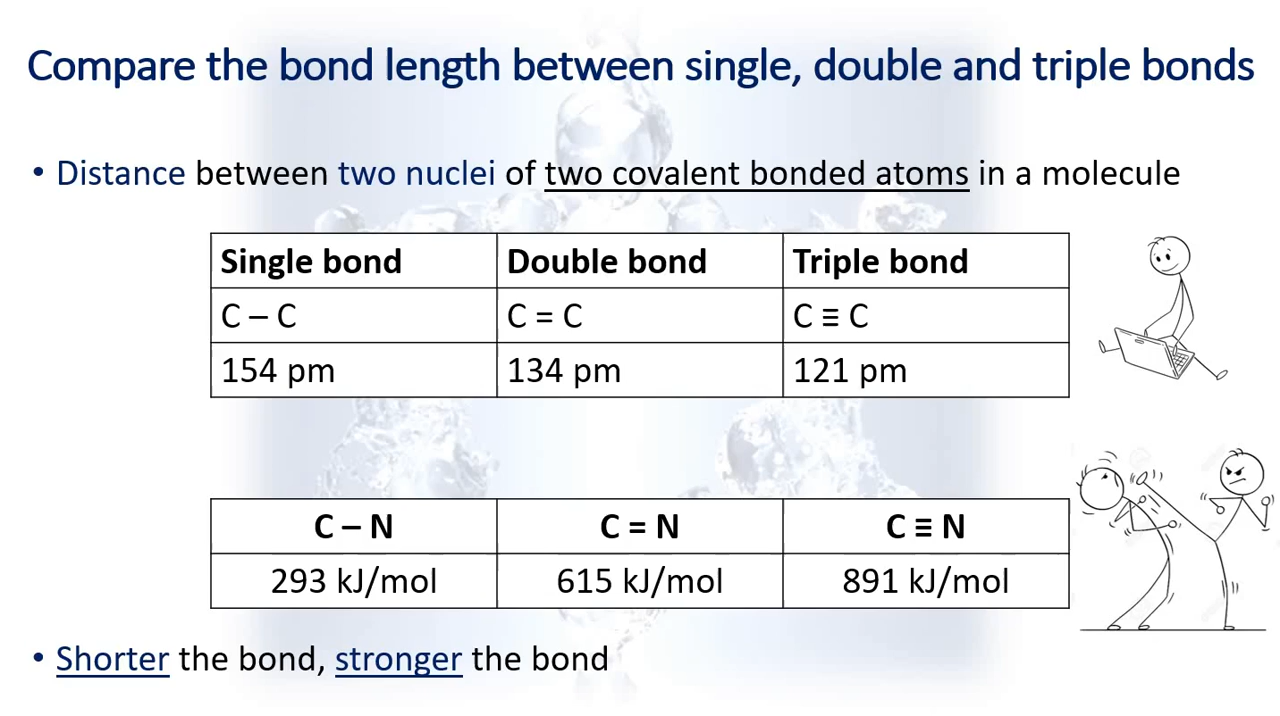 Compare the bond length between single, double and triple bonds
• Distance between two nuclei of two covalent bonded atoms in a molecule
Single bond Double bond Triple bond
C – C C = C C ≡ C
154 pm 134 pm 121 pm
C – N C = N C ≡ N
293 kJ/mol 615 kJ/mol 891 kJ/mol
• Shorter the bond, stronger the bond